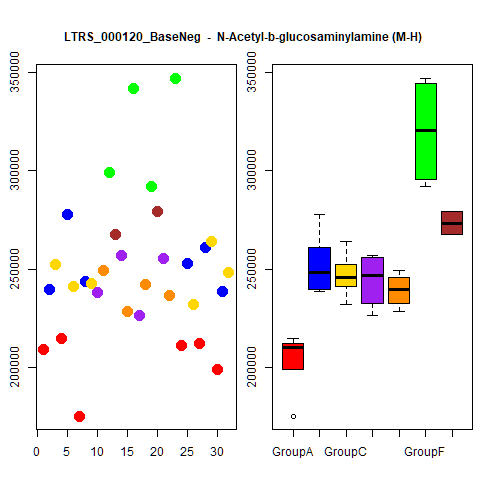 LTRS_000120_BaseNeg - N-Acetyl-b-glucosaminylamine (M-H)
350000
300000
250000
200000
0 5 10 15 20 25 30
350000
300000
250000
200000
GroupA GroupC GroupF